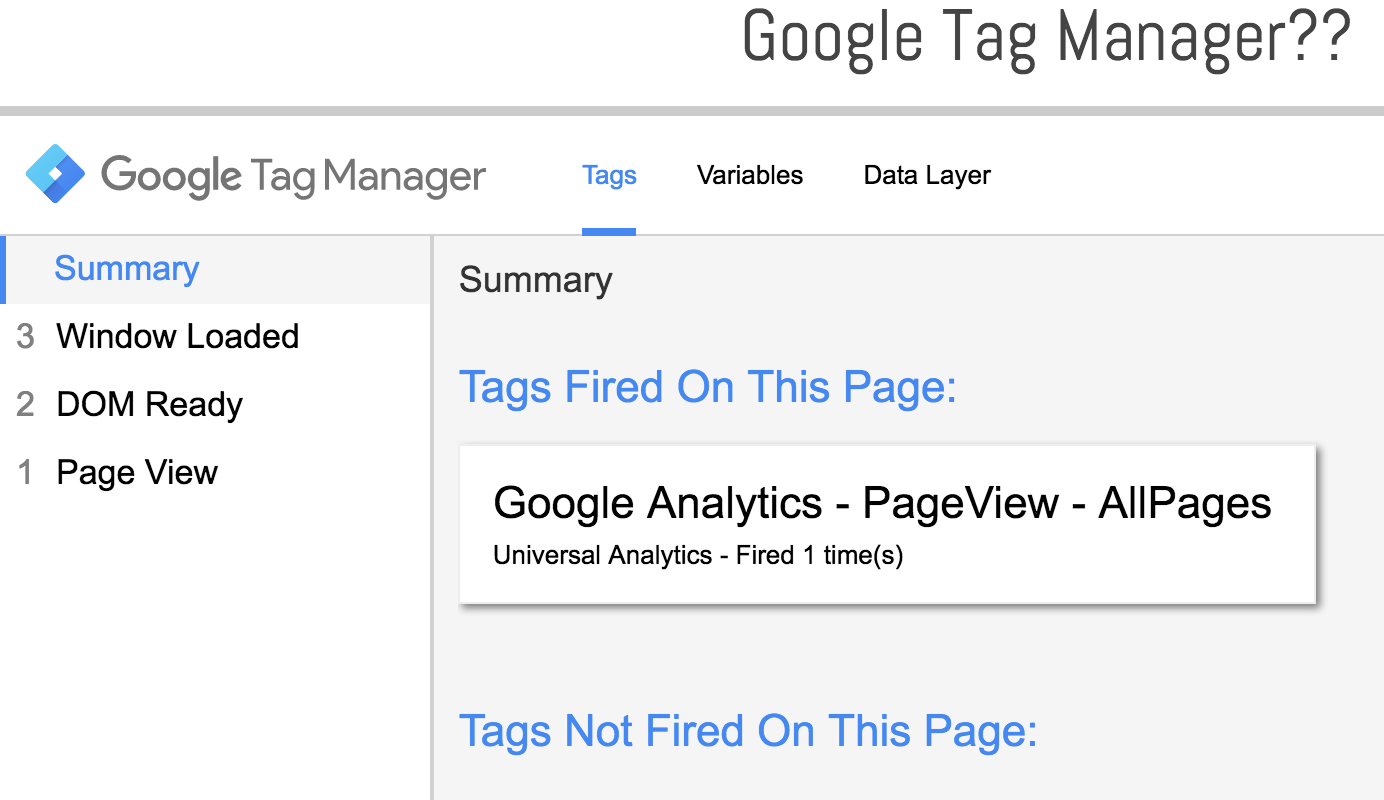 Google Tag Manager??
Google Tag Manager
Tags
Variables
Data Layer
Summary
3 Window Loaded
2 DOM Ready
1 Page View
Summary
Tags Fired On This Page:
Google Analytics - PageView - AllPages
Universal Analytics - Fired 1 time(s)
Tags Not Fired On This Page: